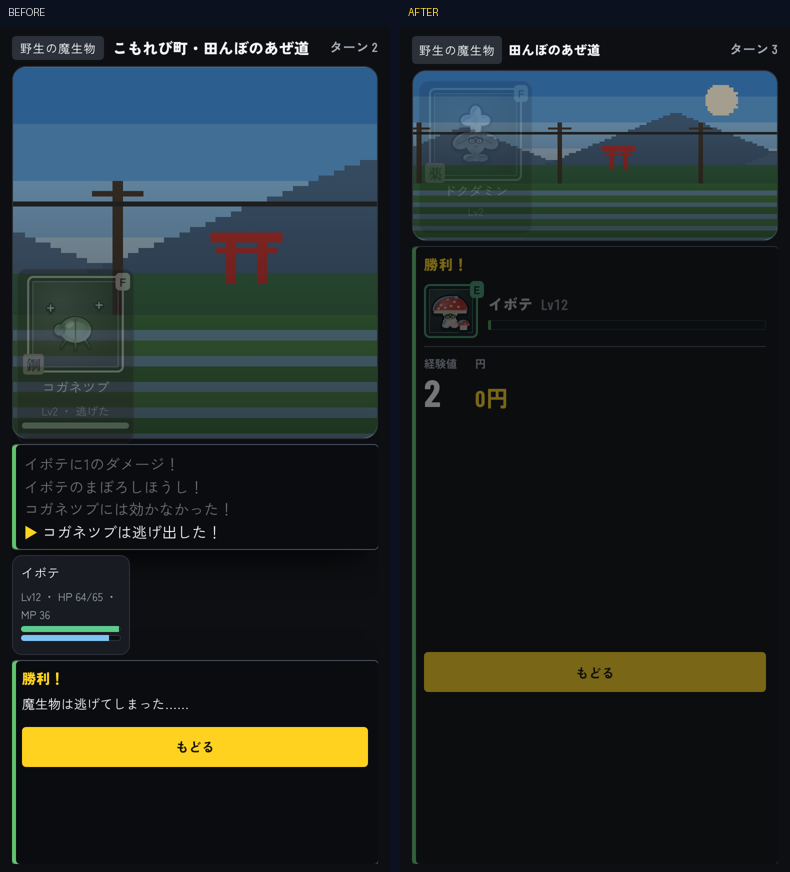 BEFORE
野生の魔生物 こもれび町・田んぼのあぜ道 ターン 2
F
鋼
コガネツブ
Lv2 ・ 逃げた
イボテに1のダメージ！
イボテのまぼろしほうし！
コガネツブには効かなかった！
▶ コガネツブは逃げ出した！
イボテ
Lv12 ・ HP 64/65 ・
MP 36
勝利！
魔生物は逃げてしまった……
もどる
AFTER
野生の魔生物 田んぼのあぜ道 ターン 3
F
薬
ドクダミン
Lv2
勝利！
E
イボテ Lv12
経験値 円
2 0円
もどる